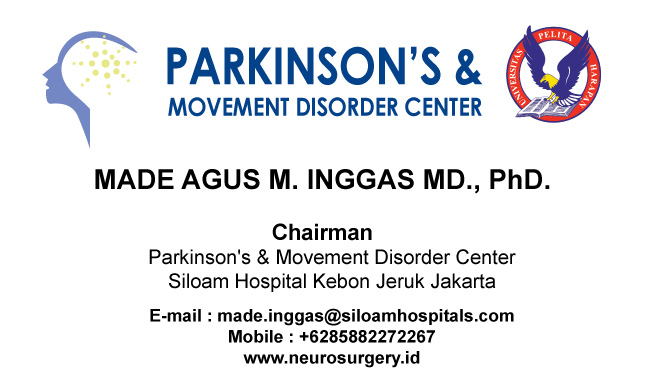 PARKINSON'S &
MOVEMENT DISORDER CENTER
UNIVERSITAS PELITA HARAPAN
MADE AGUS M. INGGAS MD., PhD.
Chairman
Parkinson's & Movement Disorder Center
Siloam Hospital Kebon Jeruk Jakarta
E-mail : made.inggas@siloamhospitals.com
Mobile : +6285882272267
www.neurosurgery.id